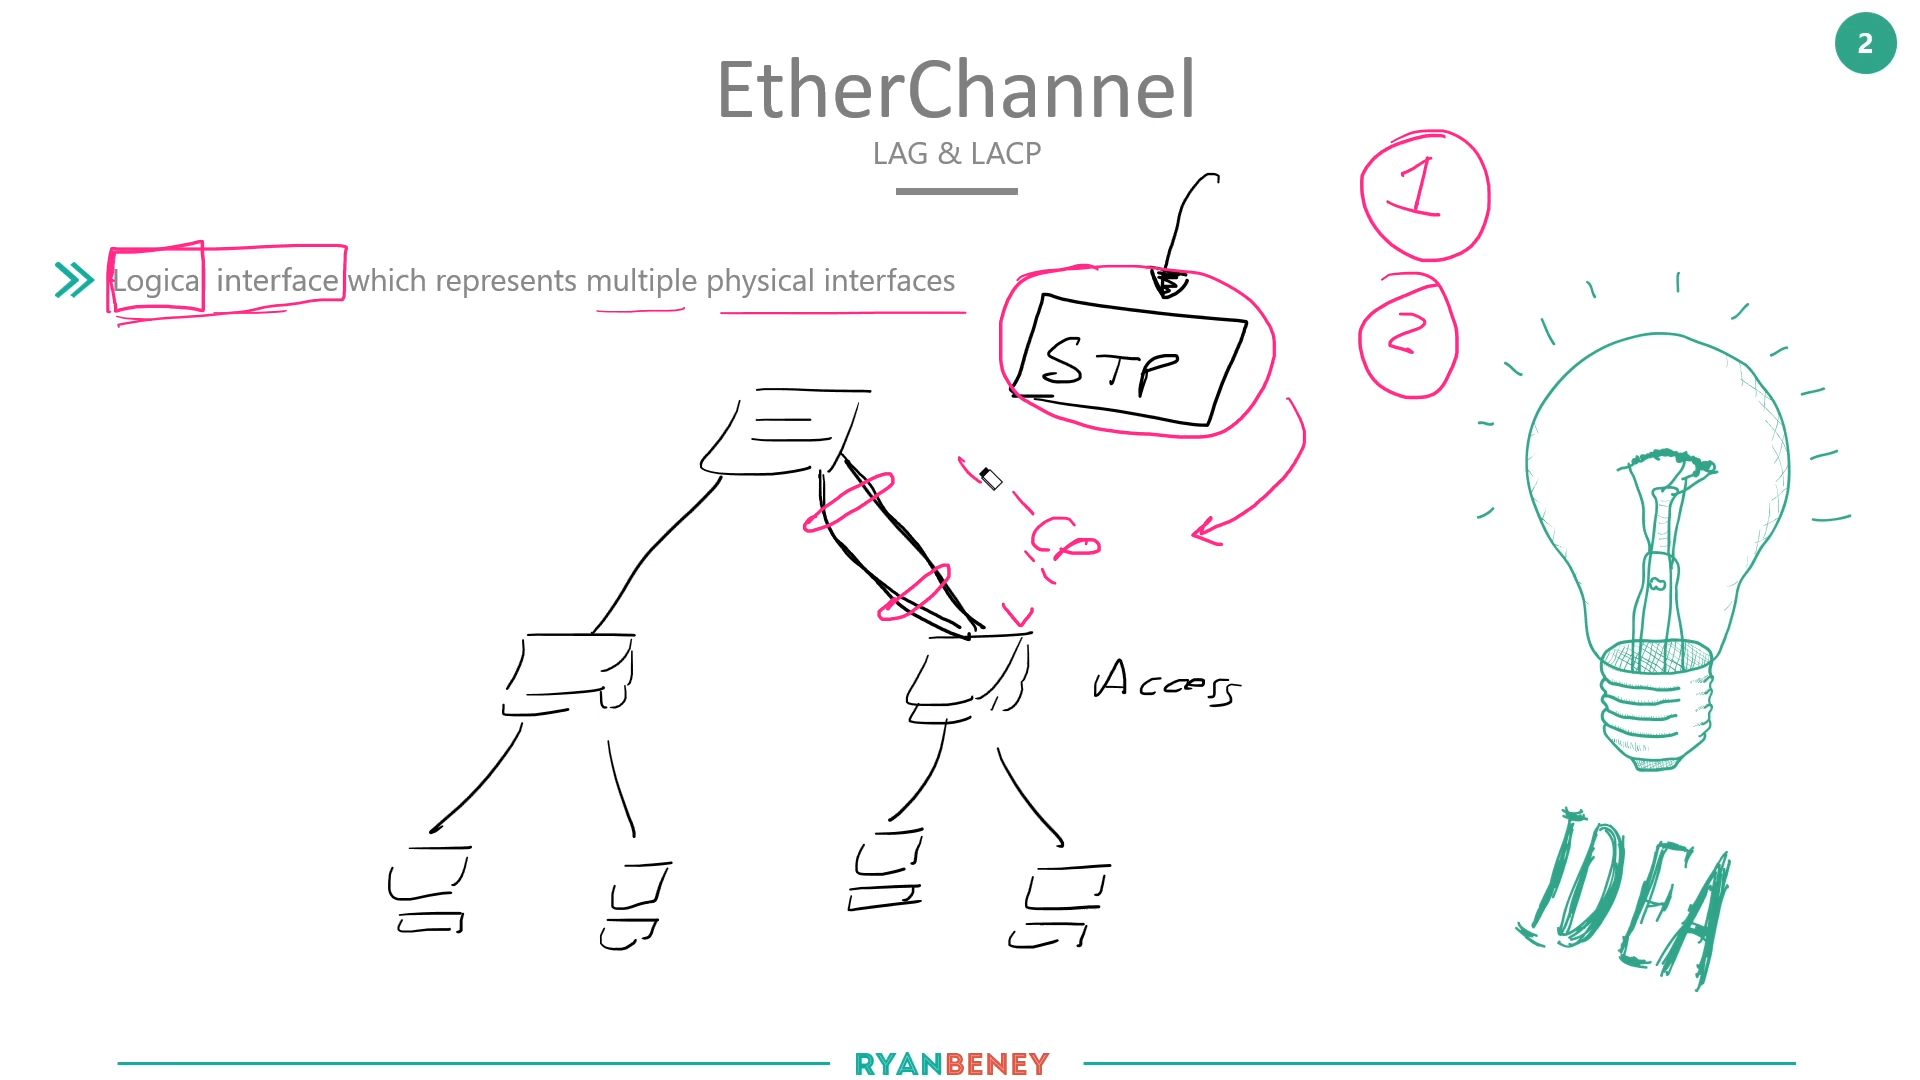 2
EtherChannel
LAG & LACP
1
Logical interface which represents multiple physical interfaces
2
STP
Access
IDEA
RYANBENEY